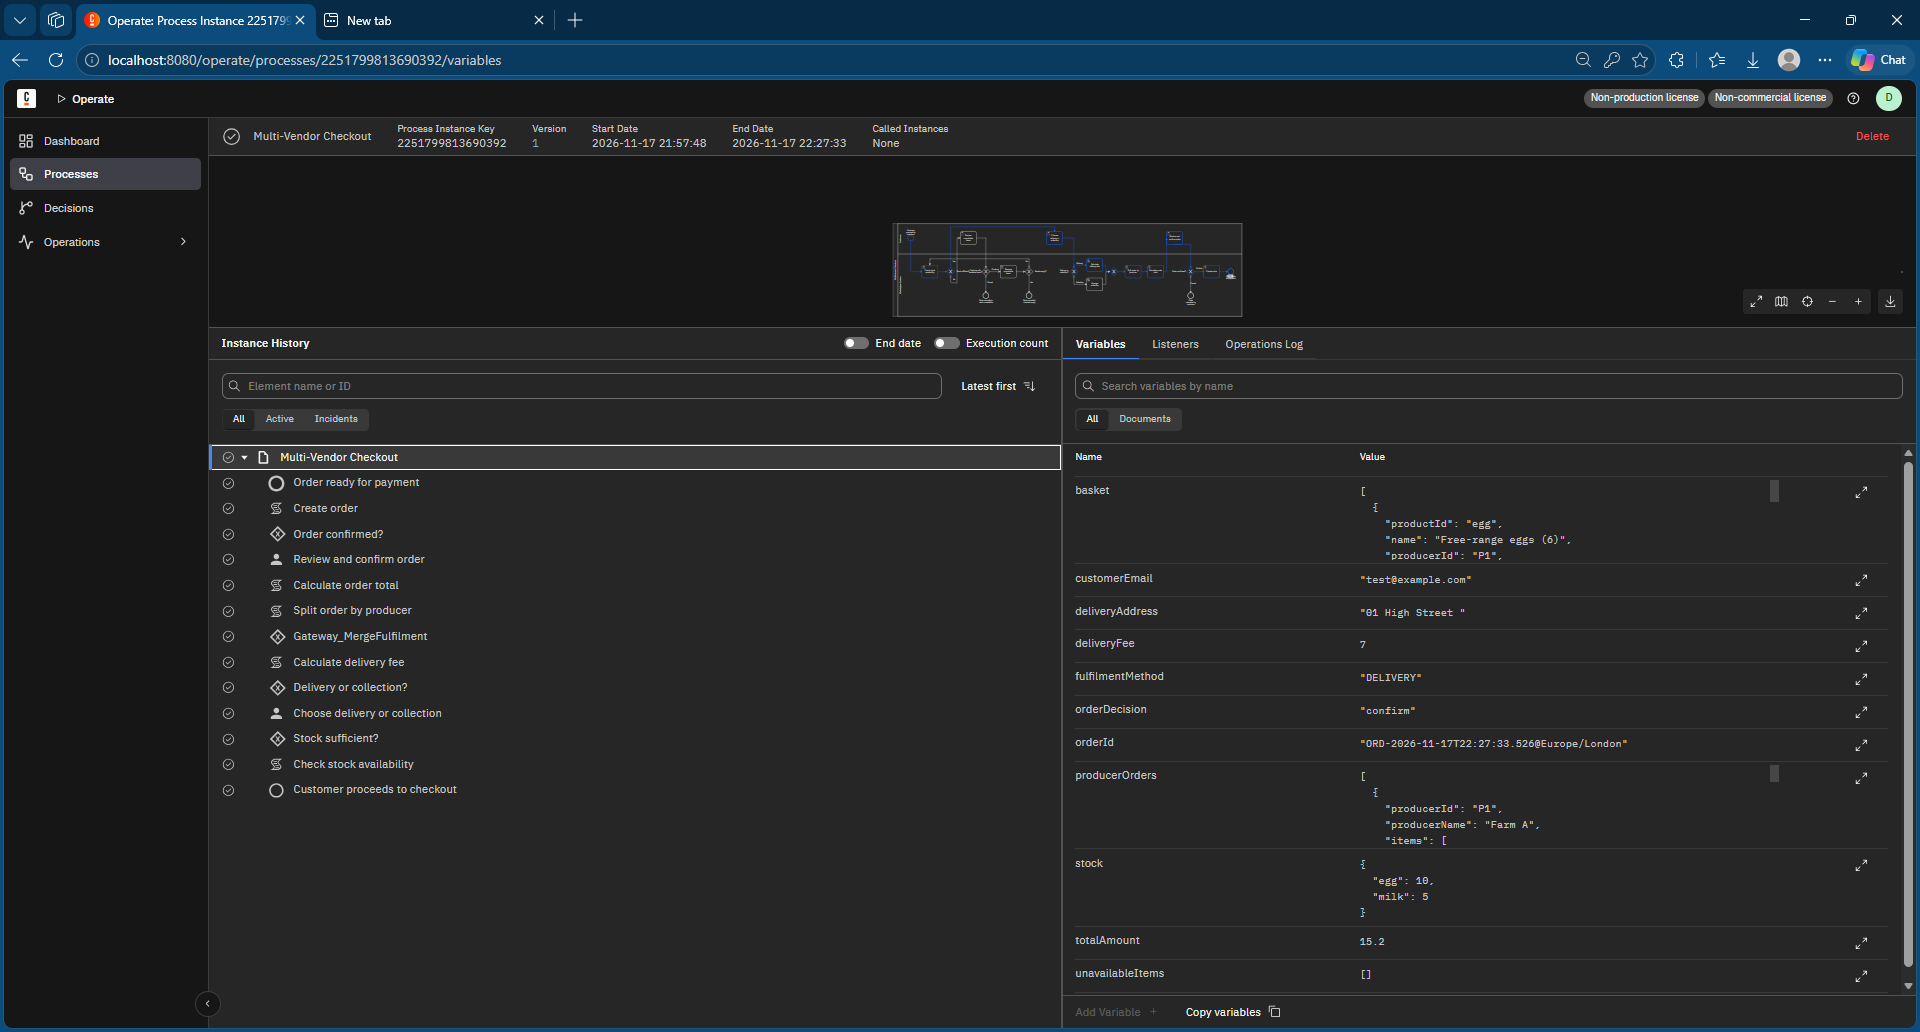 Operate: Process Instance 2251799
New tab
localhost:8080/operate/processes/2251799813690392/variables
Chat
Operate
Non-production license
Non-commercial license
D
Dashboard
Processes
Decisions
Operations
Multi-Vendor Checkout
Process Instance Key
2251799813690392
Version
1
Start Date
2026-11-17 21:57:48
End Date
2026-11-17 22:27:33
Called Instances
None
Delete
Instance History
End date
Execution count
Element name or ID
Latest first
All
Active
Incidents
Multi-Vendor Checkout
Order ready for payment
Create order
Order confirmed?
Review and confirm order
Calculate order total
Split order by producer
Gateway_MergeFulfilment
Calculate delivery fee
Delivery or collection?
Choose delivery or collection
Stock sufficient?
Check stock availability
Customer proceeds to checkout
Variables
Listeners
Operations Log
Search variables by name
All
Documents
Name
Value
basket
[
{
"productId": "egg",
"name": "Free-range eggs (6)",
"producerId": "P1",
customerEmail
"test@example.com"
deliveryAddress
"01 High Street "
deliveryFee
7
fulfilmentMethod
"DELIVERY"
orderDecision
"confirm"
orderId
"ORD-2026-11-17T22:27:33.526@Europe/London"
producerOrders
[
{
"producerId": "P1",
"producerName": "Farm A",
"items": [
stock
{
"egg": 10,
"milk": 5
}
totalAmount
15.2
unavailableItems
[]
Add Variable +
Copy variables